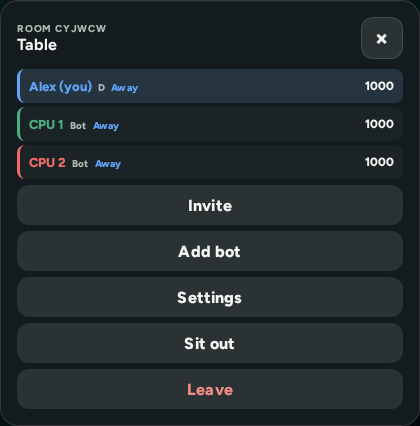 ROOM CYJWCW
Table
×
Alex (you) D Away 1000
CPU 1 Bot Away 1000
CPU 2 Bot Away 1000
Invite
Add bot
Settings
Sit out
Leave